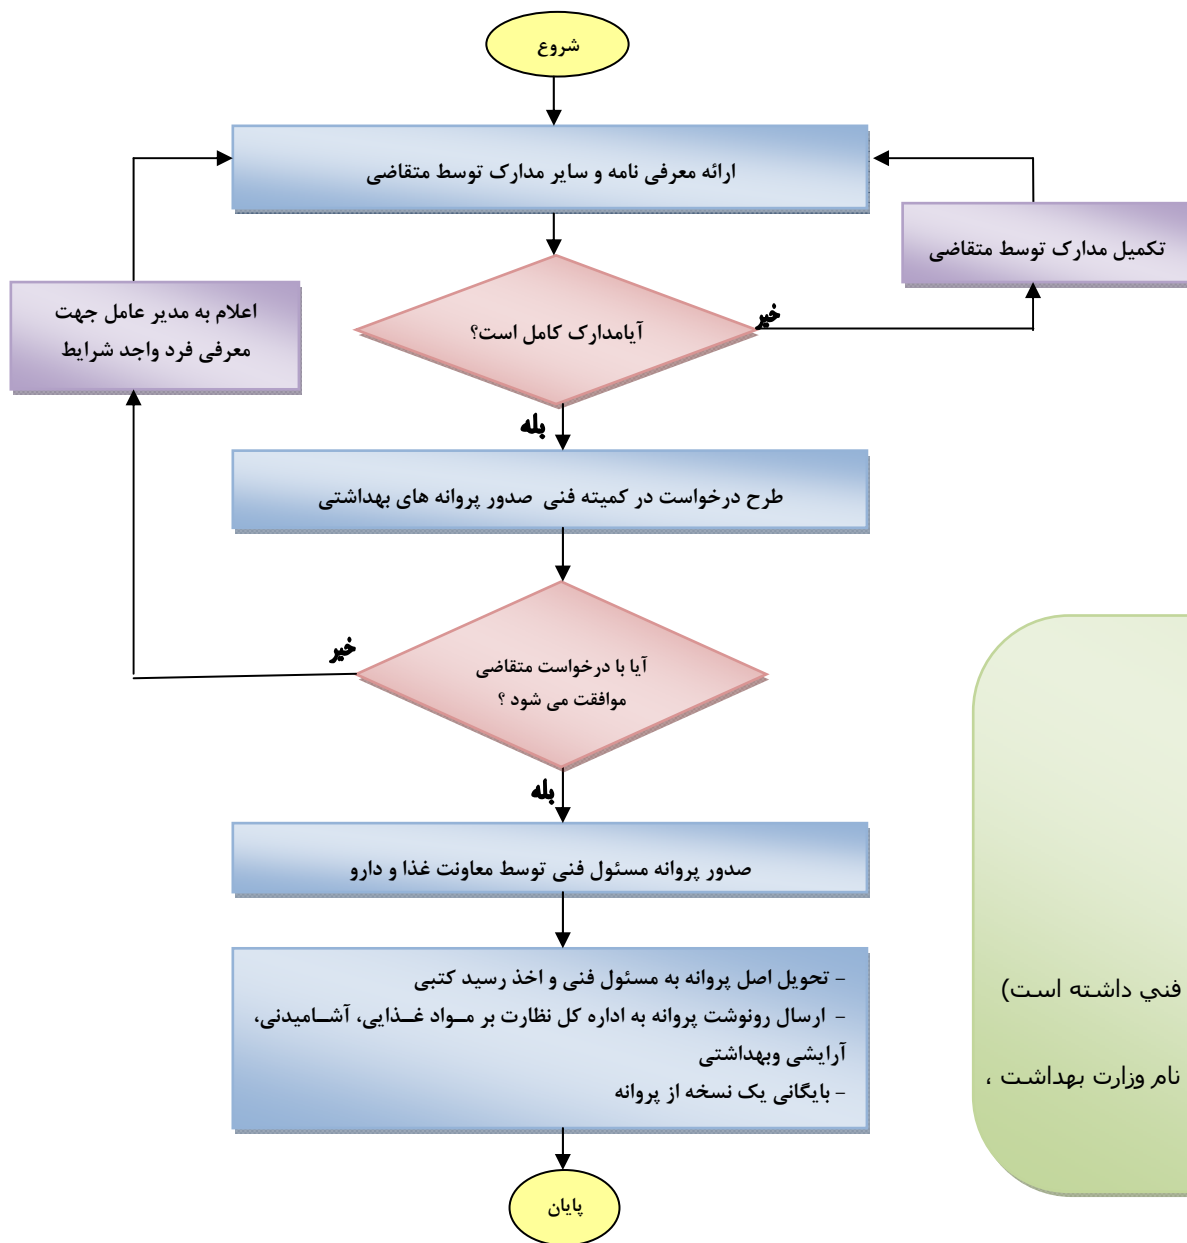 شروع
ارائه معرفی نامه و سایر مدارک توسط متقاضی
تکمیل مدارک توسط متقاضی
اعلام به مدیر عامل جهت
معرفی فرد واجد شرایط
آیامدارک کامل است؟
خیر
بله
طرح درخواست در کمیته فنی صدور پروانه های بهداشتی
خیر
آیا با درخواست متقاضی
موافقت می شود ؟
بله
صدور پروانه مسئول فنی توسط معاونت غذا و دارو
- تحویل اصل پروانه به مسئول فنی و اخذ رسید کتبی
- ارسال رونوشت پروانه به اداره کل نظارت بر مـواد غـذایی، آشـامیدنی،
آرایشی وبهداشتی
- بایگانی یک نسخه از پروانه
فني داشته است)
نام وزارت بهداشت ،
پایان